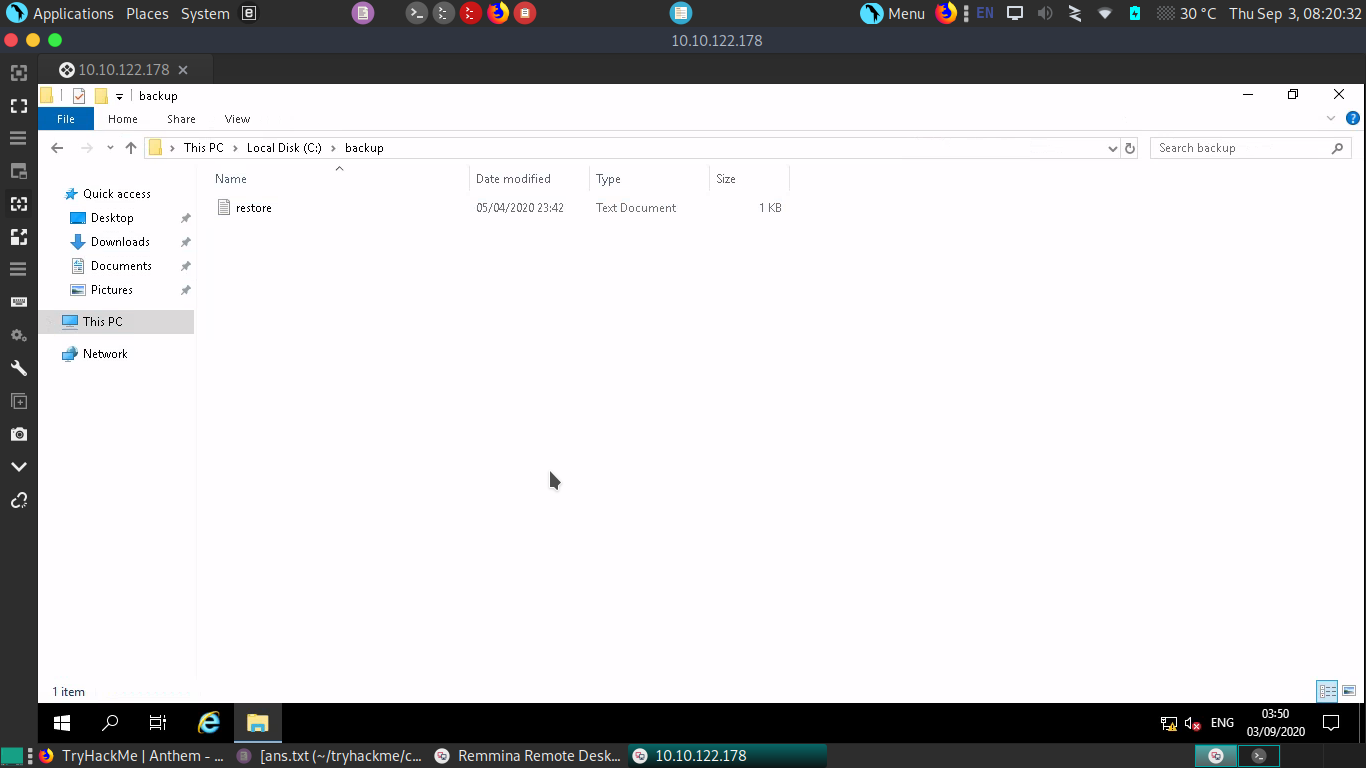 Applications Places System e Menu EN 30 °C Thu Sep 3, 08:20:32
10.10.122.178
10.10.122.178
backup
File Home Share View
This PC Local Disk (C:) backup Search backup
Name Date modified Type Size
Quick access restore 05/04/2020 23:42 Text Document 1 KB
Desktop
Downloads
Documents
Pictures
This PC
Network
1 item
ENG 03:50
03/09/2020
TryHackMe | Anthem - ... [ans.txt (~/tryhackme/c... Remmina Remote Desk... 10.10.122.178